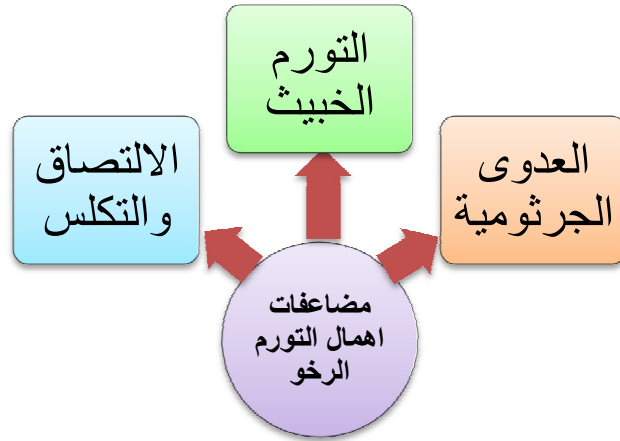 التورم
الخبيث
العدوى
الجرثومية
الالتصاق
والتكلس
مضاعفات
اهمال التورم
الرخو